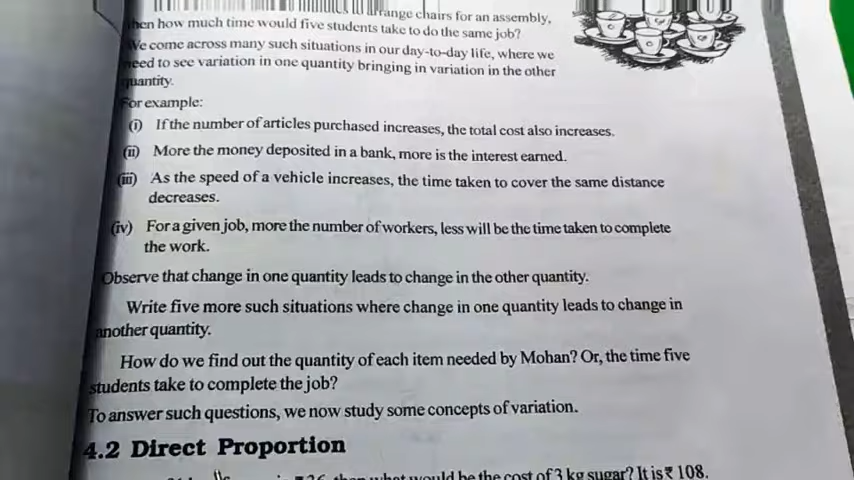 arrange chairs for an assembly,
then how much time would five students take to do the same job?
We come across many such situations in our day-to-day life, where we
need to see variation in one quantity bringing in variation in the other
quantity.
For example:
(i) If the number of articles purchased increases, the total cost also increases.
(ii) More the money deposited in a bank, more is the interest earned.
(iii) As the speed of a vehicle increases, the time taken to cover the same distance
decreases.
(iv) For a given job, more the number of workers, less will be the time taken to complete
the work.
Observe that change in one quantity leads to change in the other quantity.
Write five more such situations where change in one quantity leads to change in
another quantity.
How do we find out the quantity of each item needed by Mohan? Or, the time five
students take to complete the job?
To answer such questions, we now study some concepts of variation.
4.2 Direct Proportion
then what would be the cost of 3 kg sugar? It is ₹ 108.